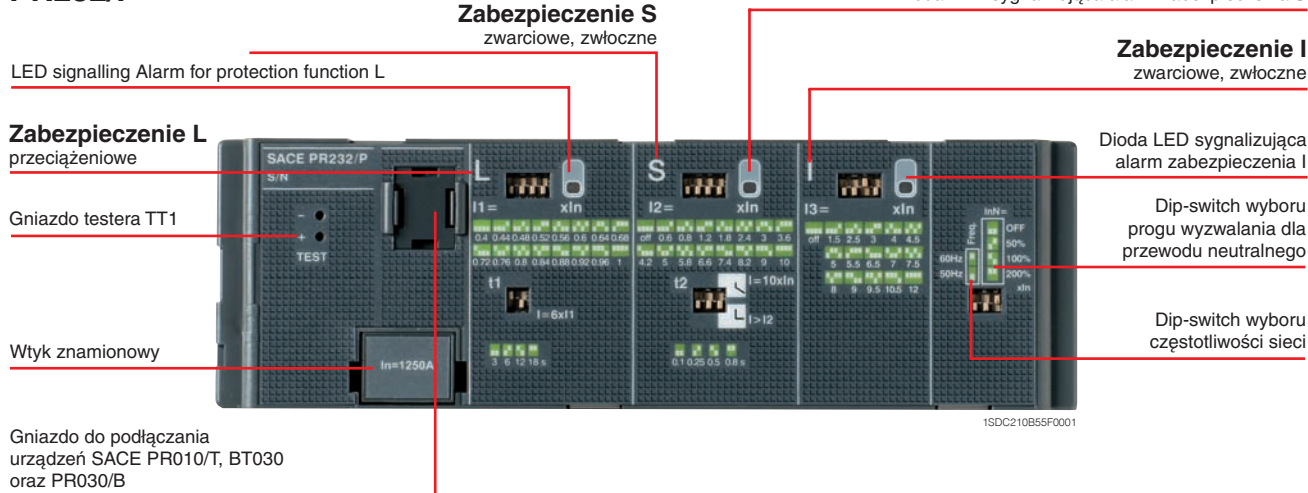 Zabezpieczenie S
zwarciowe, zwłoczne
Zabezpieczenie I
zwarciowe, zwłoczne
LED signalling Alarm for protection function L
Zabezpieczenie L
przeciążeniowe
Gniazdo testera TT1
Wtyk znamionowy
Gniazdo do podłączania
urządzeń SACE PR010/T, BT030
oraz PR030/B
SACE PR232/P
S/N
-
+
TEST
In=1250A
L
I1=
xIn
0.4 0.44 0.48 0.52 0.56 0.6 0.64 0.68
0.72 0.76 0.8 0.84 0.88 0.92 0.96 1
t1
I=6xI1
3 6 12 18 s
S
I2=
xIn
off 0.6 0.8 1.2 1.8 2.4 3 3.6
4.2 5 5.8 6.6 7.4 8.2 9 10
t2
I=10xIn
I>I2
0.1 0.25 0.5 0.8 s
I
I3=
xIn
off 1.5 2.5 3 4 4.5
5 5.5 6.5 7 7.5
8 9 9.5 10.5 12
Freq.
60Hz
50Hz
InN=
OFF
50%
100%
200%
xIn
Dioda LED sygnalizująca
alarm zabezpieczenia I
Dip-switch wyboru
progu wyzwalania dla
przewodu neutralnego
Dip-switch wyboru
częstotliwości sieci
1SDC210B55F0001